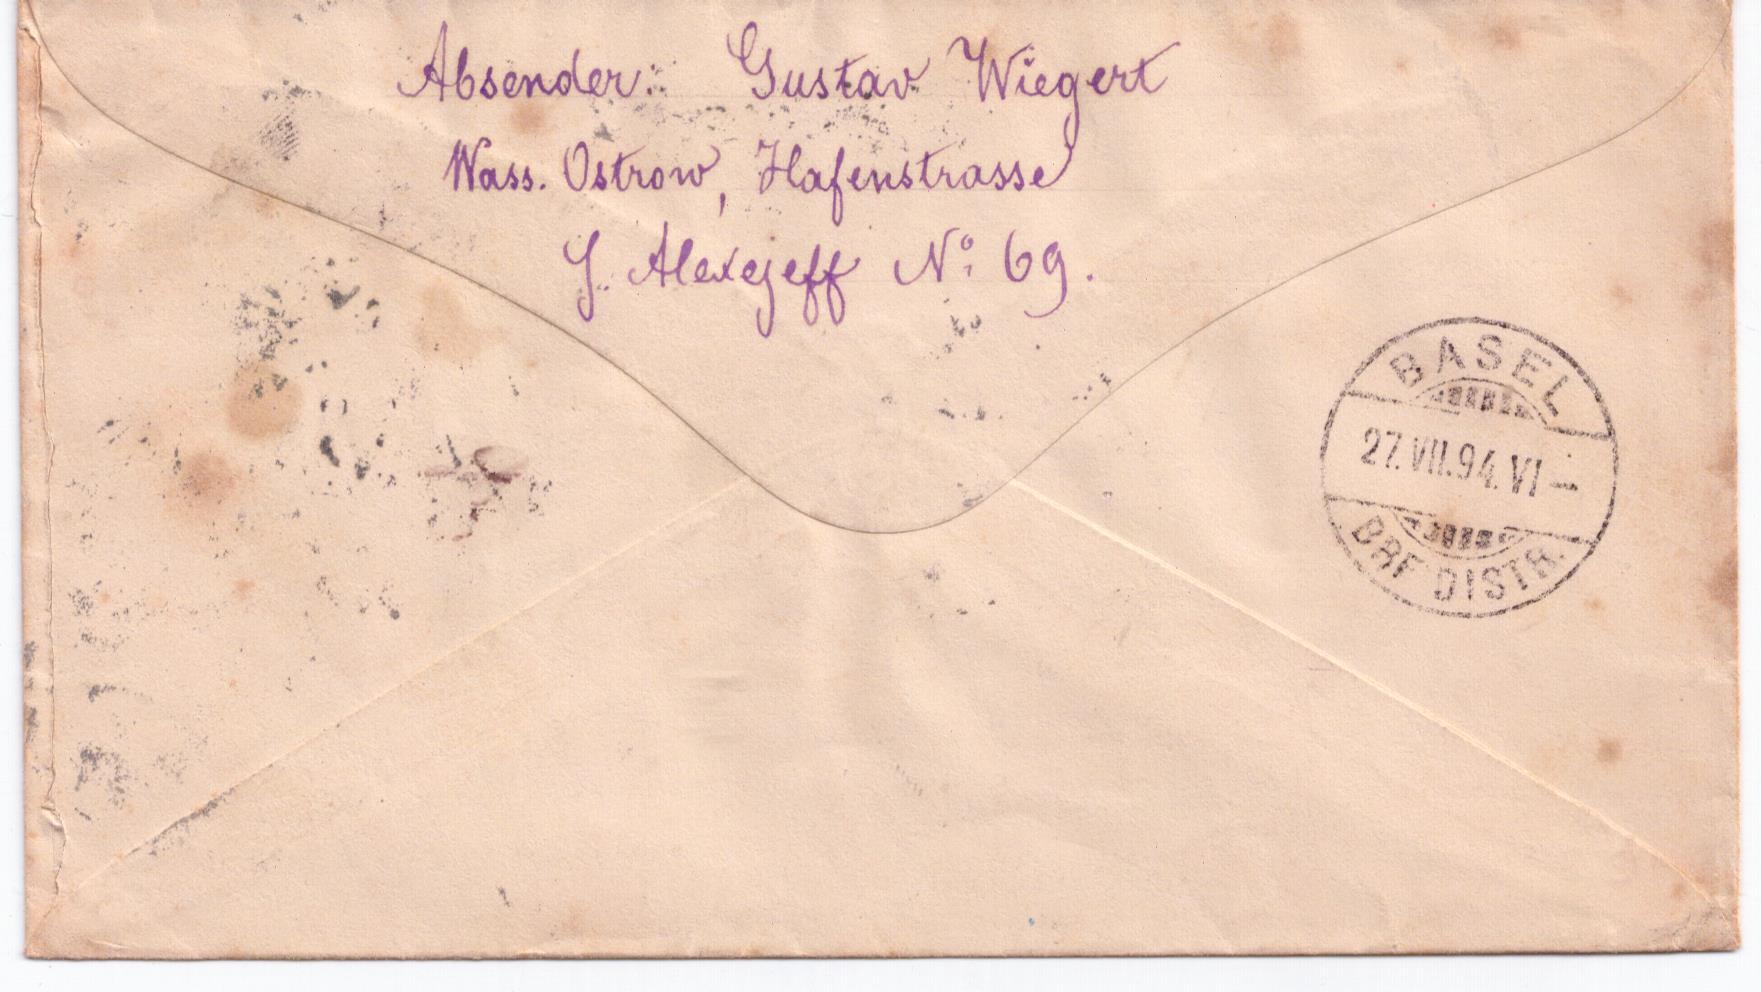 Absender: Gustav Wiegert
Wass. Ostrow, Hafenstrasse
J. Alexejeff No: 69.
BASEL
27.VII.94.VI–
BRF DISTR.